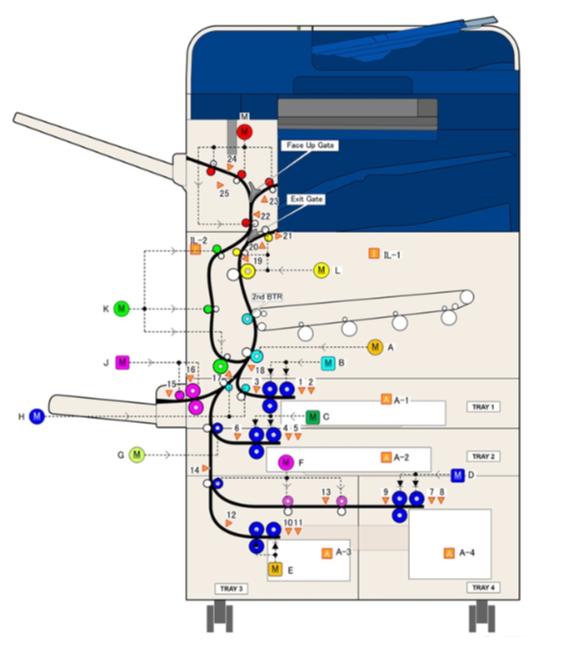 M
24
Fase Up Gate
25
23
22
Exit Gate
21
IL-2
20
I
IL-1
19
M
L
2nd BTR
K
M
M
A
J
M
16
17
18
M
B
15
3
1
2
A
A-1
TRAY 1
H
M
M
C
6
4
5
A
A-2
TRAY 2
G
M
M
F
14
M
D
13
9
7
8
12
10
11
A
A-3
A
A-4
M
E
TRAY 3
TRAY 4